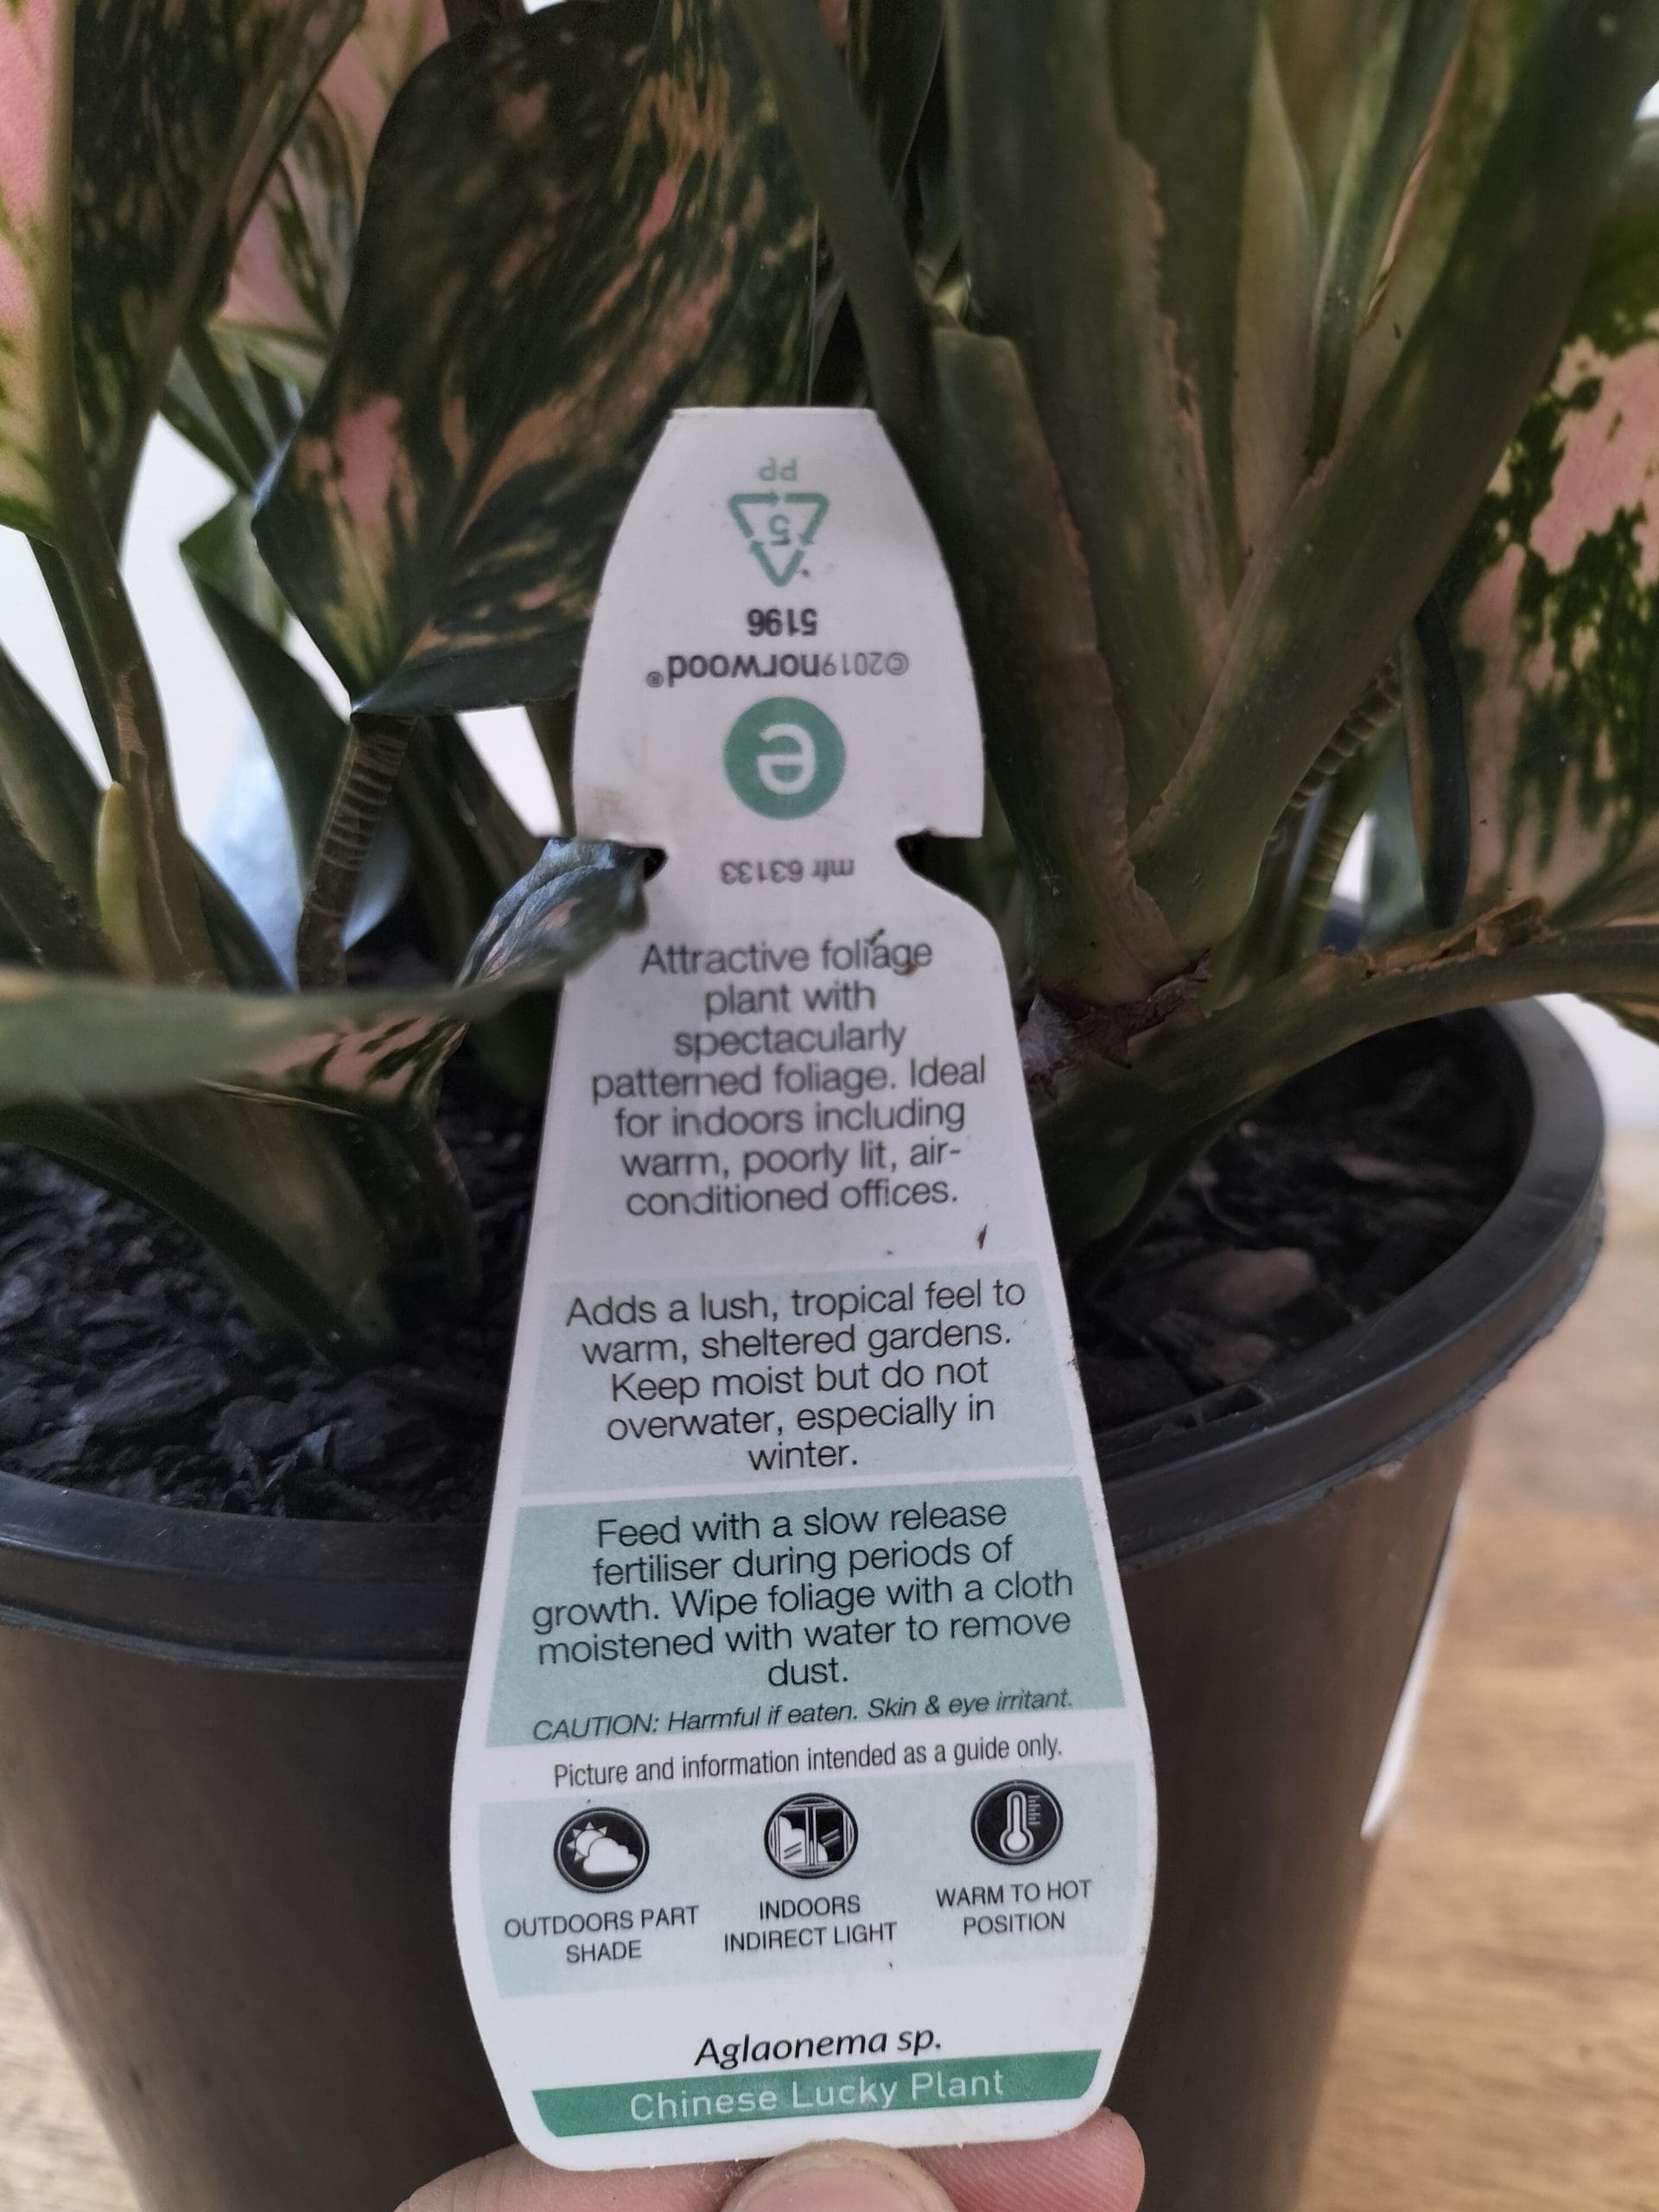 PP
5
5196
©2019norwood®
e
mfr 63133
Attractive foliage
plant with
spectacularly
patterned foliage. Ideal
for indoors including
warm, poorly lit, air-
conditioned offices.
Adds a lush, tropical feel to
warm, sheltered gardens.
Keep moist but do not
overwater, especially in
winter.
Feed with a slow release
fertiliser during periods of
growth. Wipe foliage with a cloth
moistened with water to remove
dust.
CAUTION: Harmful if eaten. Skin & eye irritant.
Picture and information intended as a guide only.
OUTDOORS PART
SHADE
INDOORS
INDIRECT LIGHT
WARM TO HOT
POSITION
Aglaonema sp.
Chinese Lucky Plant